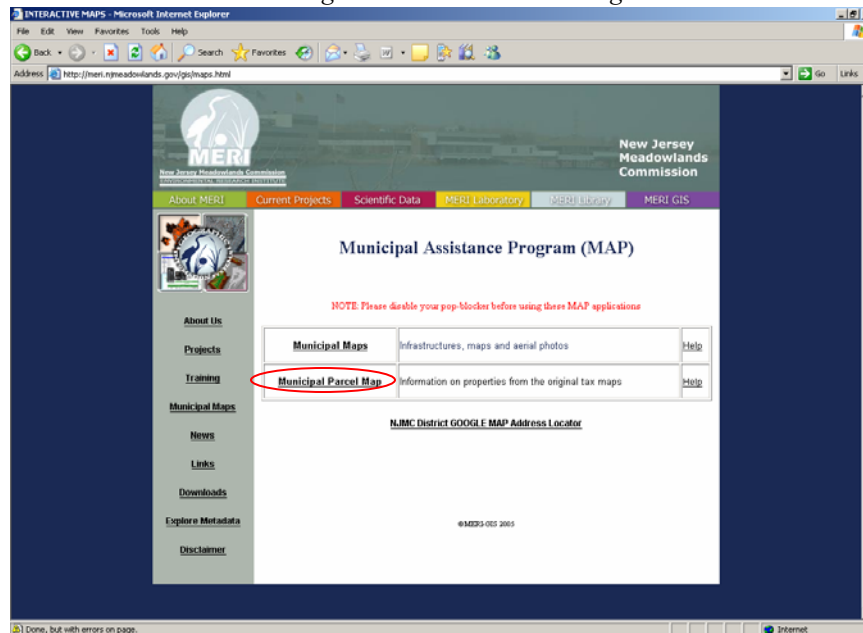 INTERACTIVE MAPS - Microsoft Internet Explorer
File Edit View Favorites Tools Help
Back Search Favorites
Address http://meri.njmeadowlands.gov/gis/maps.html Go Links
MERI
New Jersey Meadowlands Commission
ENVIRONMENTAL RESEARCH INSTITUTE
New Jersey
Meadowlands
Commission
About MERI Current Projects Scientific Data MERI Laboratory MERI Library MERI GIS
Municipal Assistance Program (MAP)
NOTE: Please disable your pop-blocker before using these MAP applications
Municipal Maps Infrastructures, maps and aerial photos Help
Municipal Parcel Map Information on properties from the original tax maps Help
NJMC District GOOGLE MAP Address Locator
About Us
Projects
Training
Municipal Maps
News
Links
Downloads
Explore Metadata
Disclaimer
©MERI-GIS 2005
Done, but with errors on page. Internet